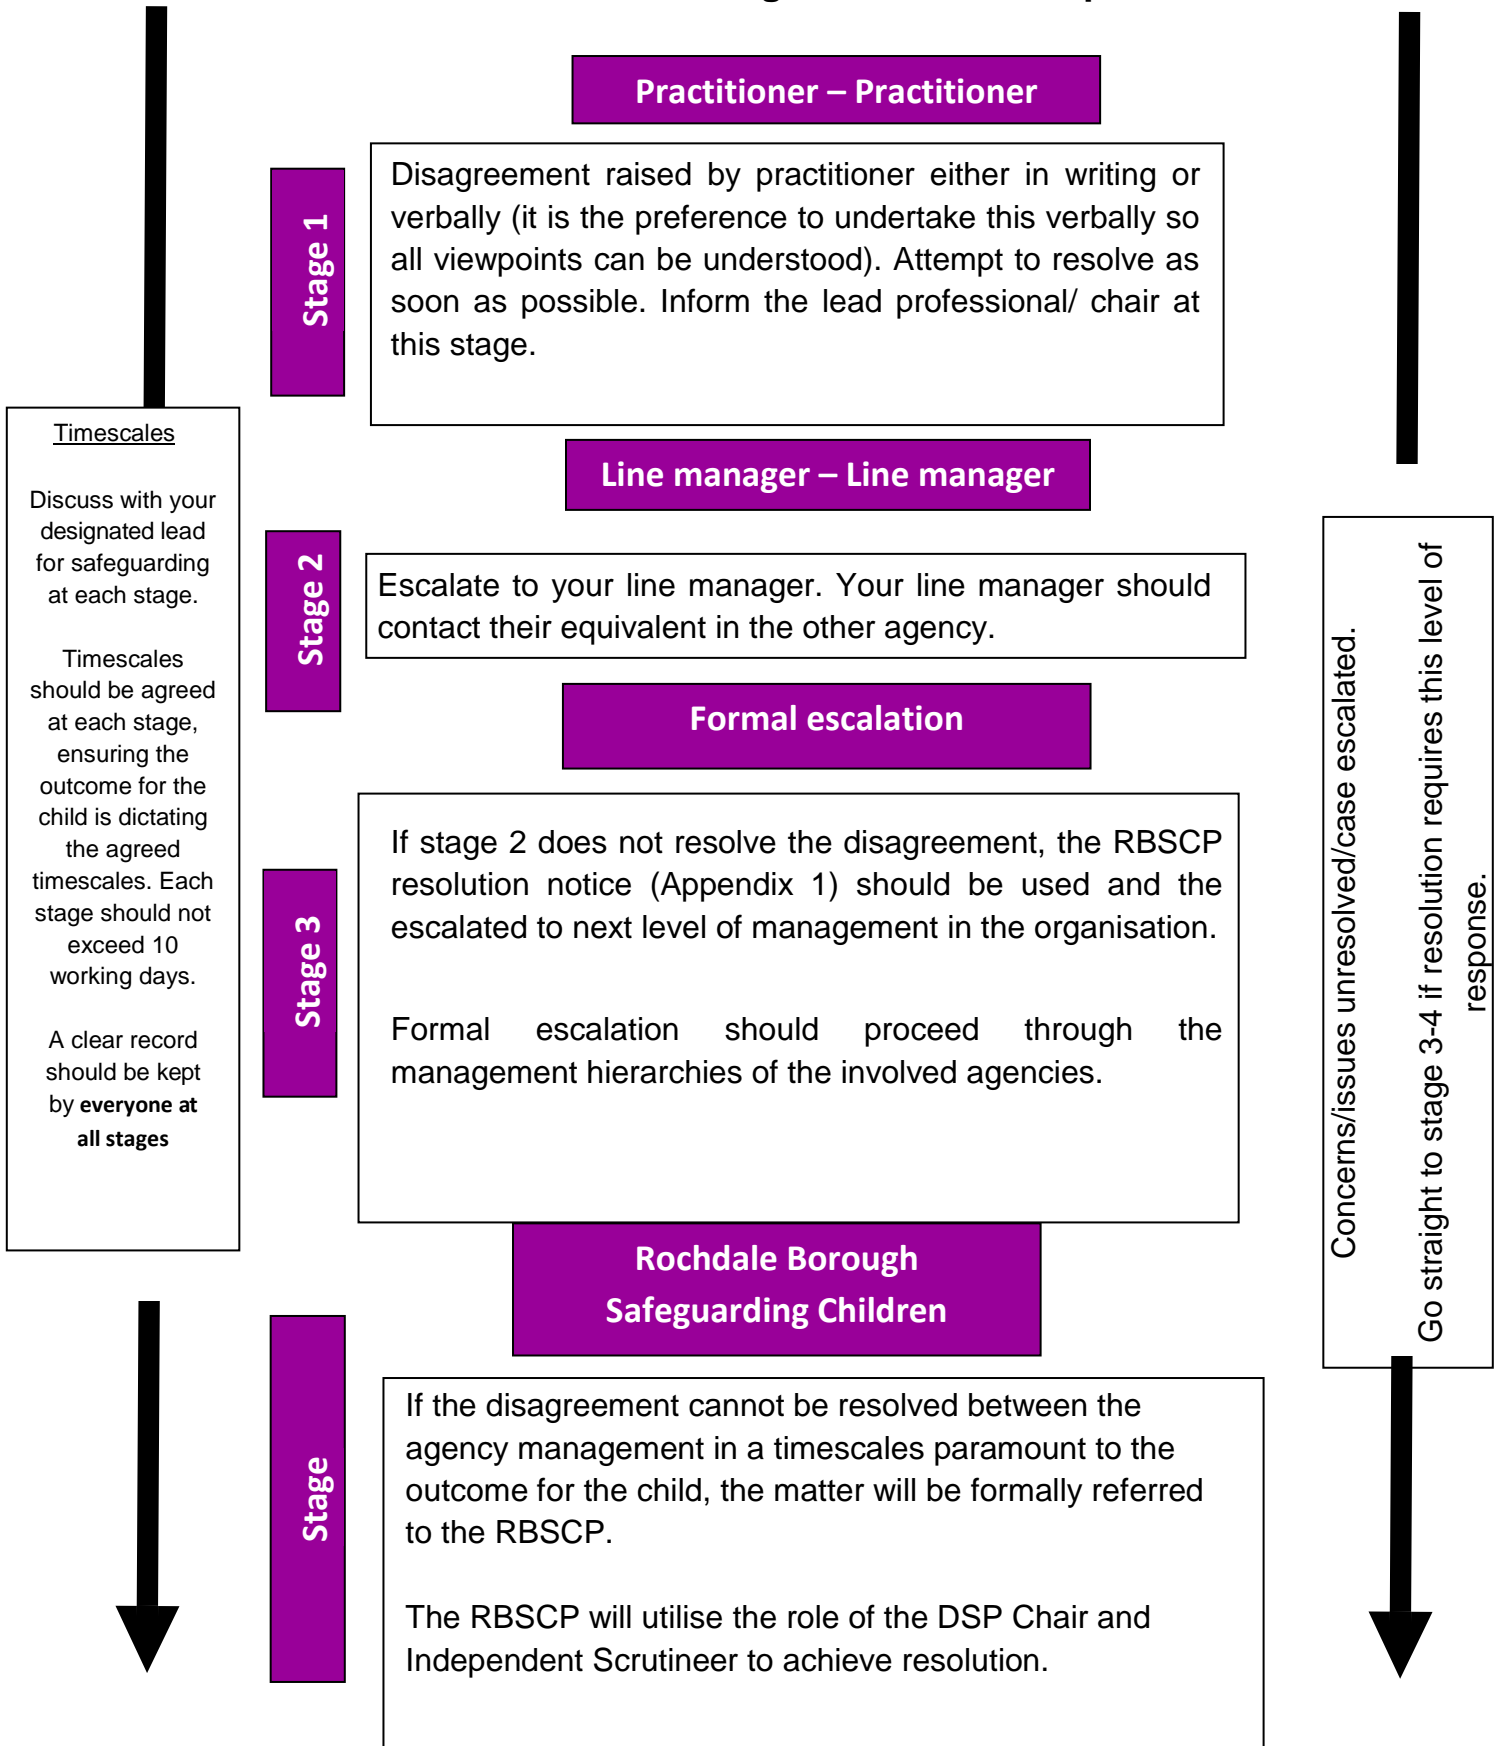 Practitioner – Practitioner
Stage 1
Disagreement raised by practitioner either in writing or
verbally (it is the preference to undertake this verbally so
all viewpoints can be understood). Attempt to resolve as
soon as possible. Inform the lead professional/ chair at
this stage.
Timescales
Discuss with your
designated lead
for safeguarding
at each stage.
Timescales
should be agreed
at each stage,
ensuring the
outcome for the
child is dictating
the agreed
timescales. Each
stage should not
exceed 10
working days.
A clear record
should be kept
by everyone at
all stages
Line manager – Line manager
Stage 2
Escalate to your line manager. Your line manager should
contact their equivalent in the other agency.
Formal escalation
Stage 3
If stage 2 does not resolve the disagreement, the RBSCP
resolution notice (Appendix 1) should be used and the
escalated to next level of management in the organisation.
Formal escalation should proceed through the
management hierarchies of the involved agencies.
Concerns/issues unresolved/case escalated.
Go straight to stage 3-4 if resolution requires this level of
response.
Rochdale Borough
Safeguarding Children
Stage
If the disagreement cannot be resolved between the
agency management in a timescales paramount to the
outcome for the child, the matter will be formally referred
to the RBSCP.
The RBSCP will utilise the role of the DSP Chair and
Independent Scrutineer to achieve resolution.